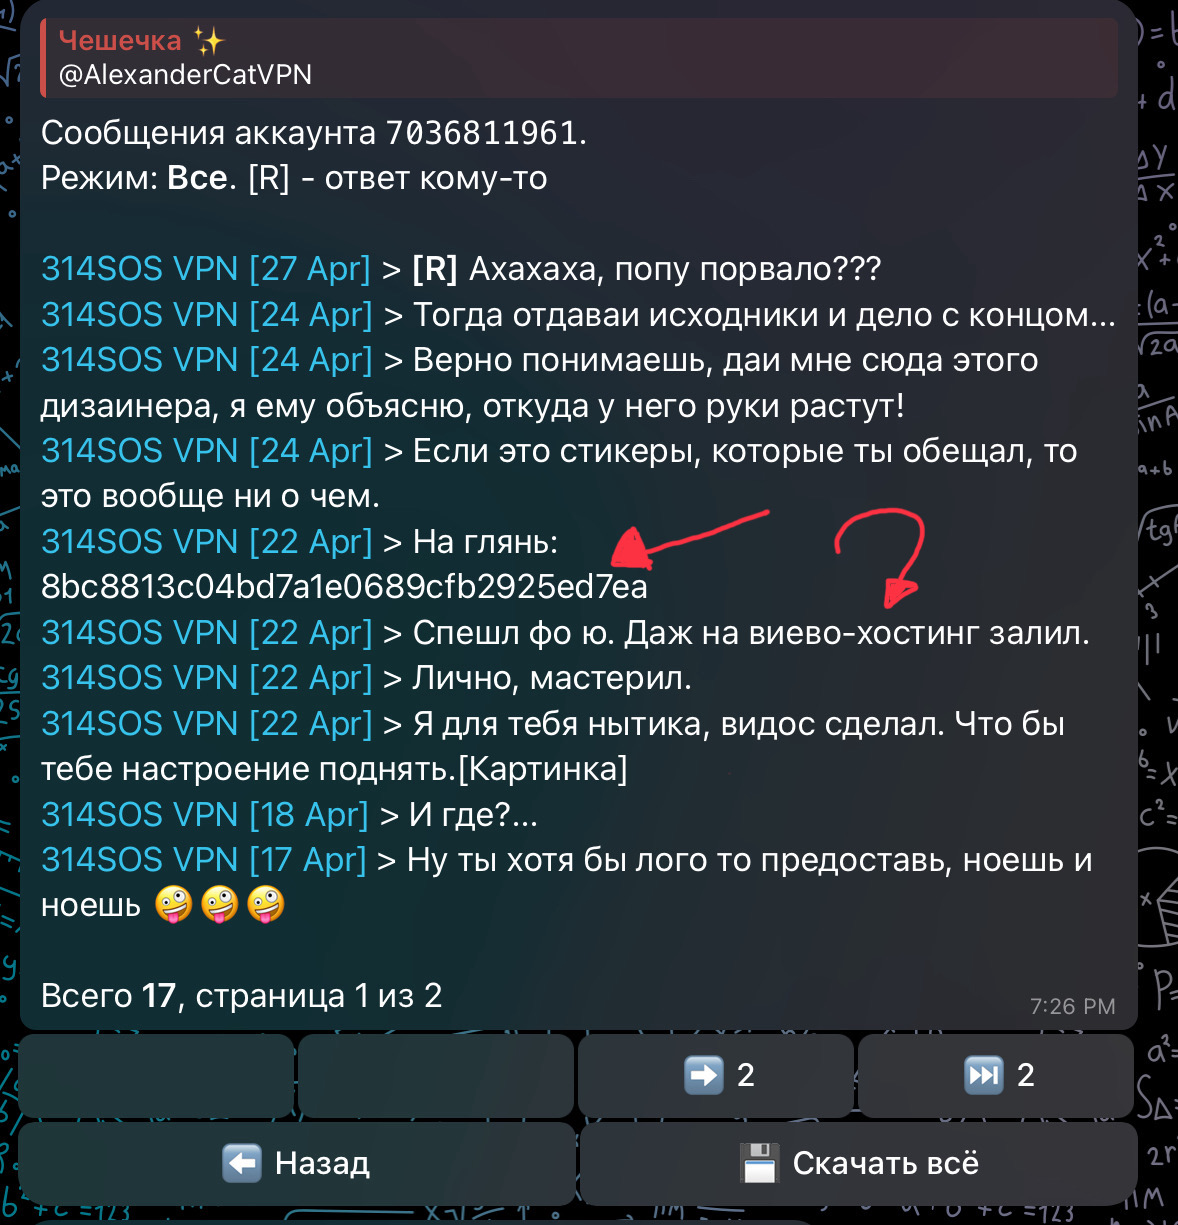 Чешечка ✨
@AlexanderCatVPN
Сообщения аккаунта 7036811961.
Режим: Все. [R] - ответ кому-то
314SOS VPN [27 Apr] > [R] Ахахаха, попу порвало???
314SOS VPN [24 Apr] > Тогда отдаваи исходники и дело с концом...
314SOS VPN [24 Apr] > Верно понимаешь, даи мне сюда этого
дизаинера, я ему объясню, откуда у него руки растут!
314SOS VPN [24 Apr] > Если это стикеры, которые ты обещал, то
это вообще ни о чем.
314SOS VPN [22 Apr] > На глянь:
8bc8813c04bd7a1e0689cfb2925ed7ea
314SOS VPN [22 Apr] > Спешл фо ю. Даж на виево-хостинг залил.
314SOS VPN [22 Apr] > Лично, мастерил.
314SOS VPN [22 Apr] > Я для тебя нытика, видос сделал. Что бы
тебе настроение поднять.[Картинка]
314SOS VPN [18 Apr] > И где?...
314SOS VPN [17 Apr] > Ну ты хотя бы лого то предоставь, ноешь и
ноешь 🤪🤪🤪
Всего 17, страница 1 из 2
7:26 PM
➡️ 2
⏭️ 2
⬅️ Назад
💾 Скачать всё